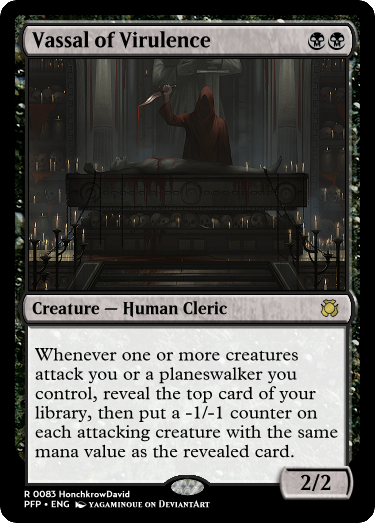 Vassal of Virulence
Creature — Human Cleric
Whenever one or more creatures
attack you or a planeswalker you
control, reveal the top card of your
library, then put a -1/-1 counter on
each attacking creature with the same
mana value as the revealed card.
2/2
R 0083 HonchkrowDavid
PFP • ENG YAGAMINOUE ON DEVIANTART